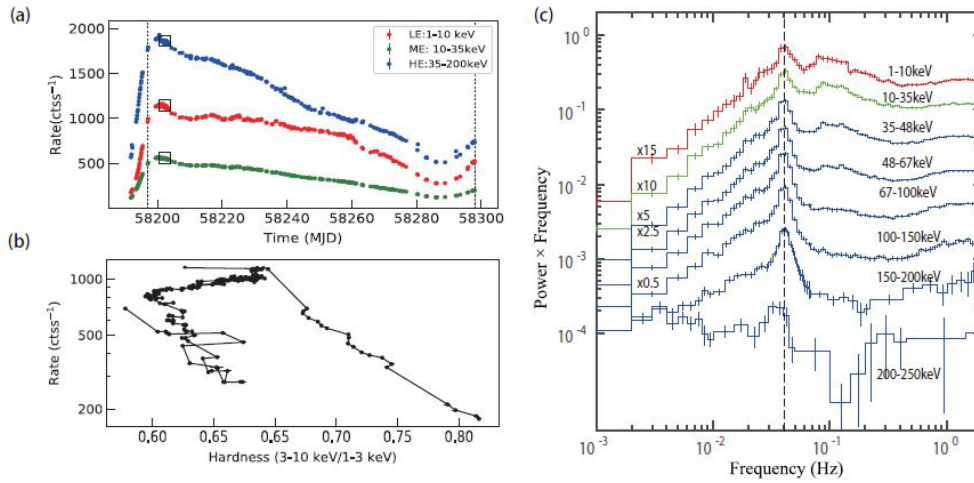 (a)
2000
1500
1000
500
Rate(ctss⁻¹)
LE:1-10 keV
ME: 10-35keV
HE:35-200keV
58200 58220 58240 58260 58280 58300
Time (MJD)
(b)
1000
500
200
Rate (ctss⁻¹)
0.60 0.65 0.70 0.75 0.80
Hardness (3-10 keV/1-3 keV)
(c)
10⁰
10⁻¹
10⁻²
10⁻³
10⁻⁴
Power × Frequency
1-10keV
10-35keV
35-48keV
48-67keV
67-100keV
100-150keV
150-200keV
200-250keV
x15
x10
x5
x2.5
x0.5
10⁻³ 10⁻² 10⁻¹ 10⁰
Frequency (Hz)